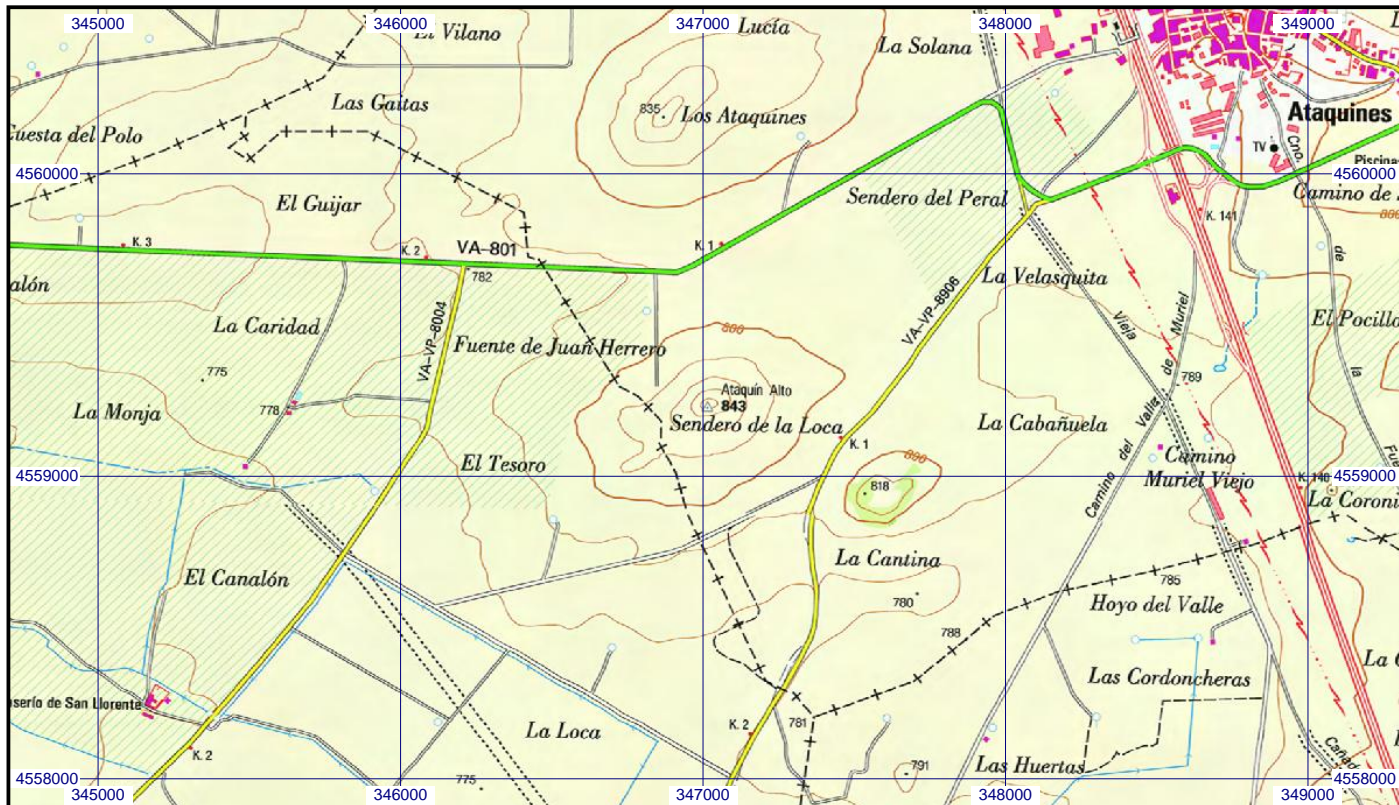 345000
346000
347000
348000
349000
El Vilano
Lucía
La Solana
Las Gaitas
835
Los Ataquines
Ataquines
Cuesta del Polo
TV
Cno.
Piscina
4560000
4560000
El Guijar
Sendero del Peral
Camino de
K. 141
880
K. 3
K. 2
VA-801
K. 1
de
782
La Velasquita
VA-VP-8906
VA-VP-8004
La Caridad
Vieja
de Muriel
El Pocillo
800
Fuente de Juan Herrero
775
789
la
Ataquín Alto
843
778
La Monja
Sendero de la Loca
La Cabañuela
Valle
K. 1
El Tesoro
800
del
Camino
Muriel Viejo
Fue
4559000
4559000
818
K. 140
Camino
La Coroni
La Cantina
El Canalón
785
780
Hoyo del Valle
788
La
Las Cordoncheras
serío de San Llorente
781
K. 2
La Loca
K. 2
791
Las Huertas
Cañad
775
4558000
4558000
345000
346000
347000
348000
349000